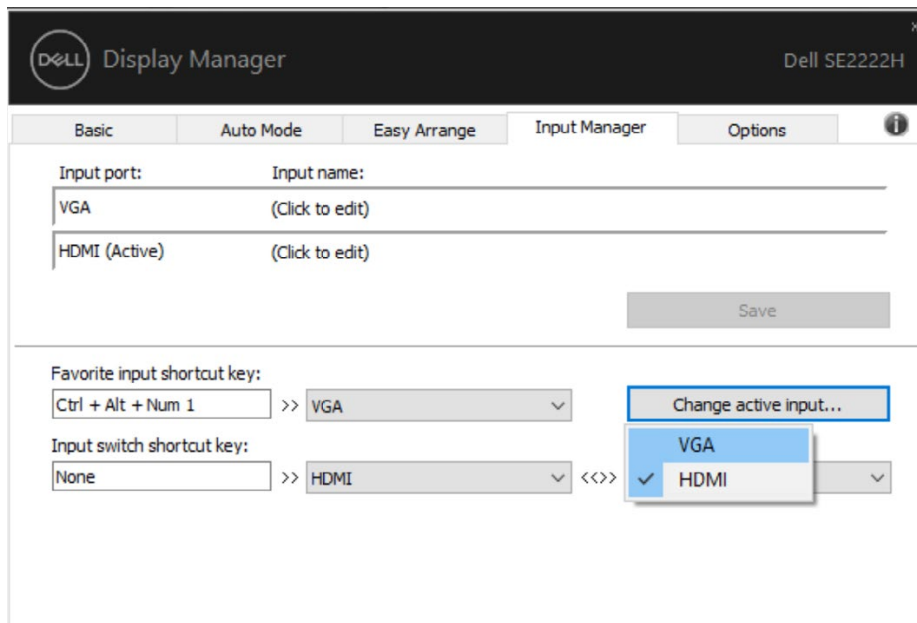 DELL Display Manager Dell SE2222H
Basic Auto Mode Easy Arrange Input Manager Options
Input port: Input name:
VGA (Click to edit)
HDMI (Active) (Click to edit)
Save
Favorite input shortcut key:
Ctrl + Alt + Num 1 >> VGA Change active input...
Input switch shortcut key:
VGA
None >> HDMI <<>> HDMI